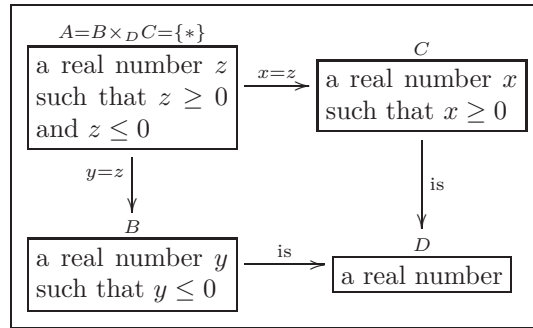 A=B×_D C={*}
a real number z
such that z ≥ 0
and z ≤ 0
x=z
C
a real number x
such that x ≥ 0
y=z
is
B
a real number y
such that y ≤ 0
is
D
a real number